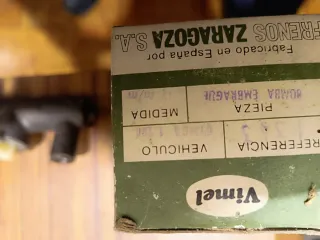 Vimel
REFERENCIA
VEHICULO
PIEZA
MEDIDA
BOMBA EMBRAGUE
Fabricado en España por
FRENOS ZARAGOZA S.A.